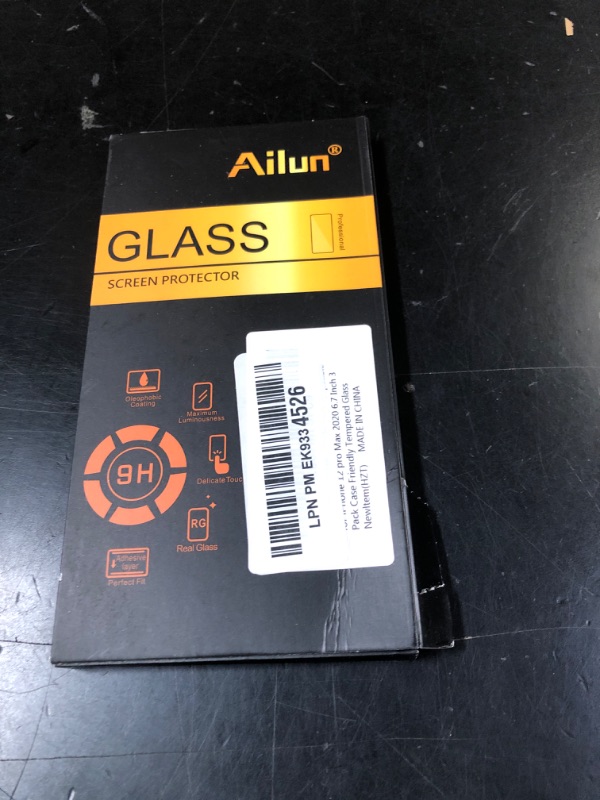 Ailun®
GLASS
Professional
SCREEN PROTECTOR
Oleophobic
Coating
Maximum
Luminousness
9H
Delicate Touc
RG
Real Glass
Adhesive
layer
Perfect Fit
LPN PM EK9334526
12 pro Max 2020 6.7 Inch 3
Pack Case Friendly Tempered Glass
NewItem(HZT) MADE IN CHINA